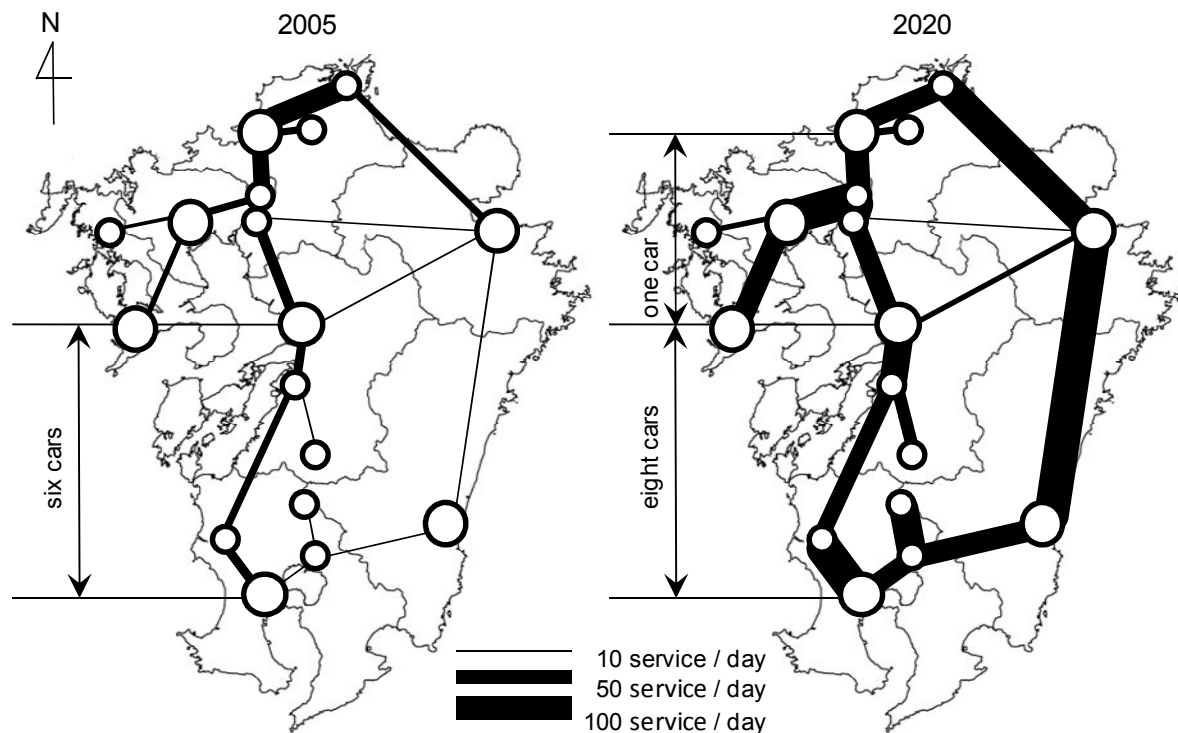 N
2005
2020
one car
six cars
eight cars
10 service / day
50 service / day
100 service / day